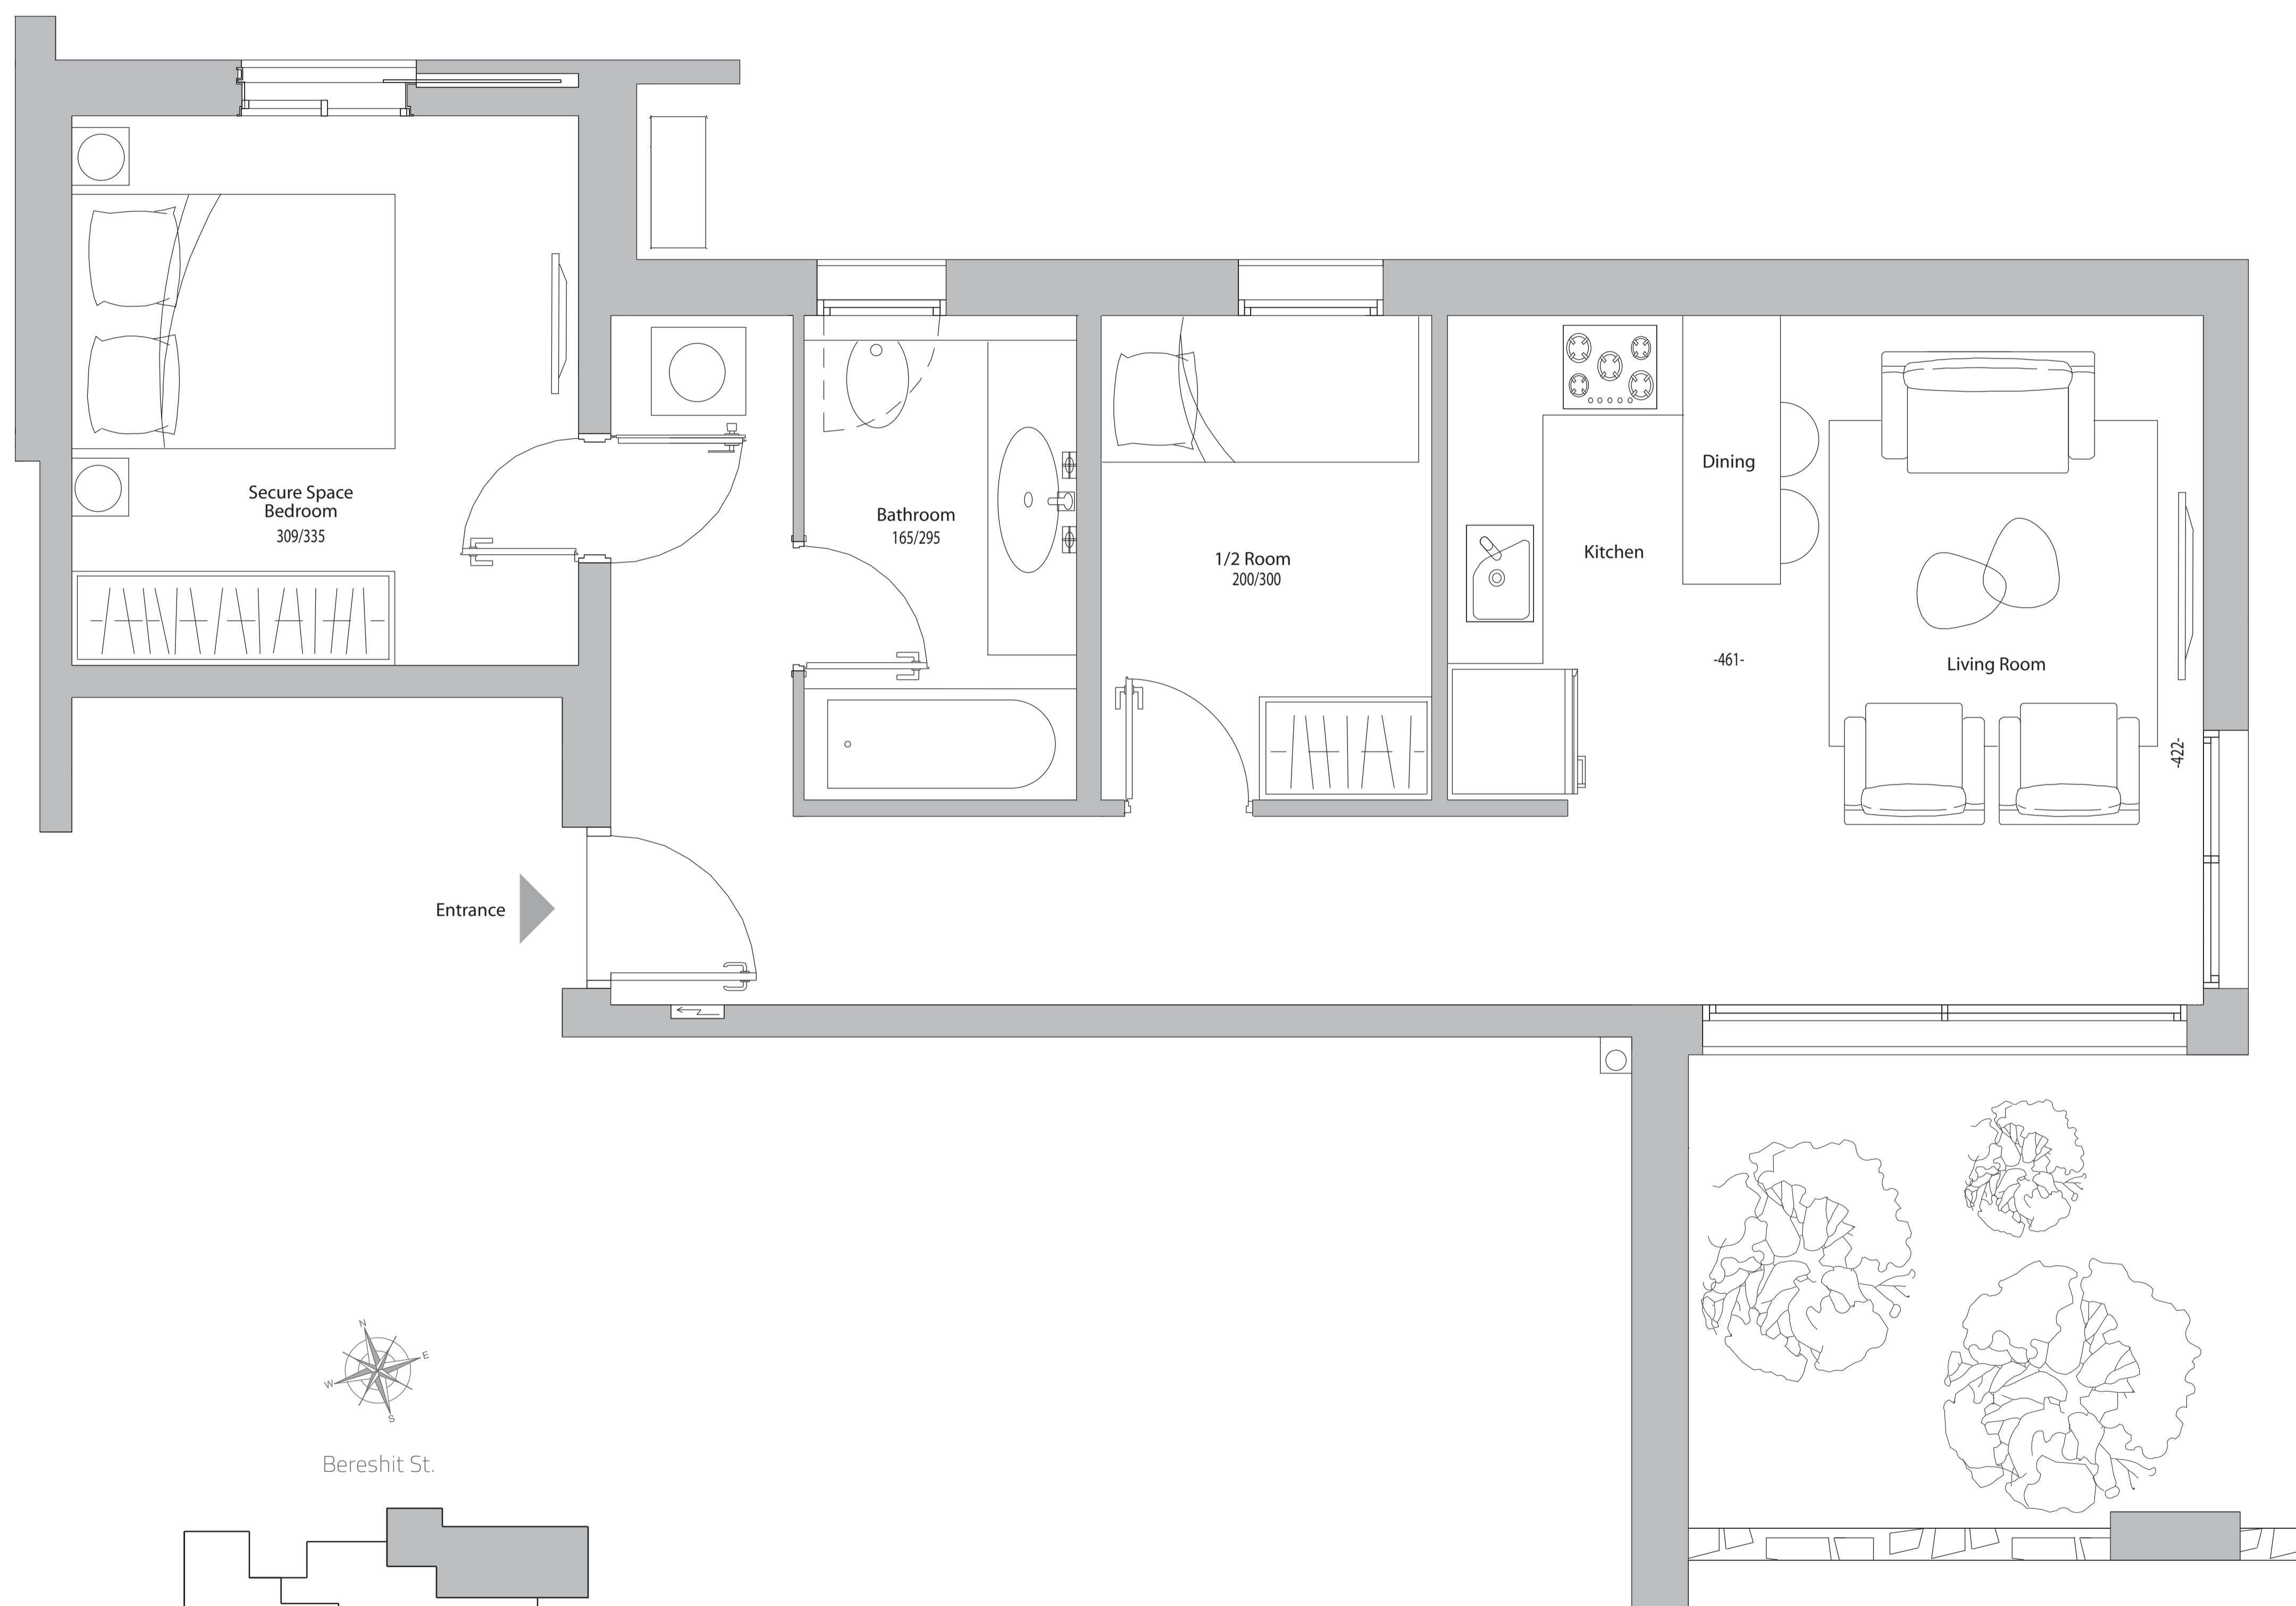 Secure Space
Bedroom
309/335
Bathroom
165/295
1/2 Room
200/300
Kitchen
Dining
-461-
Living Room
-422-
Entrance
N
E
W
S
Bereshit St.